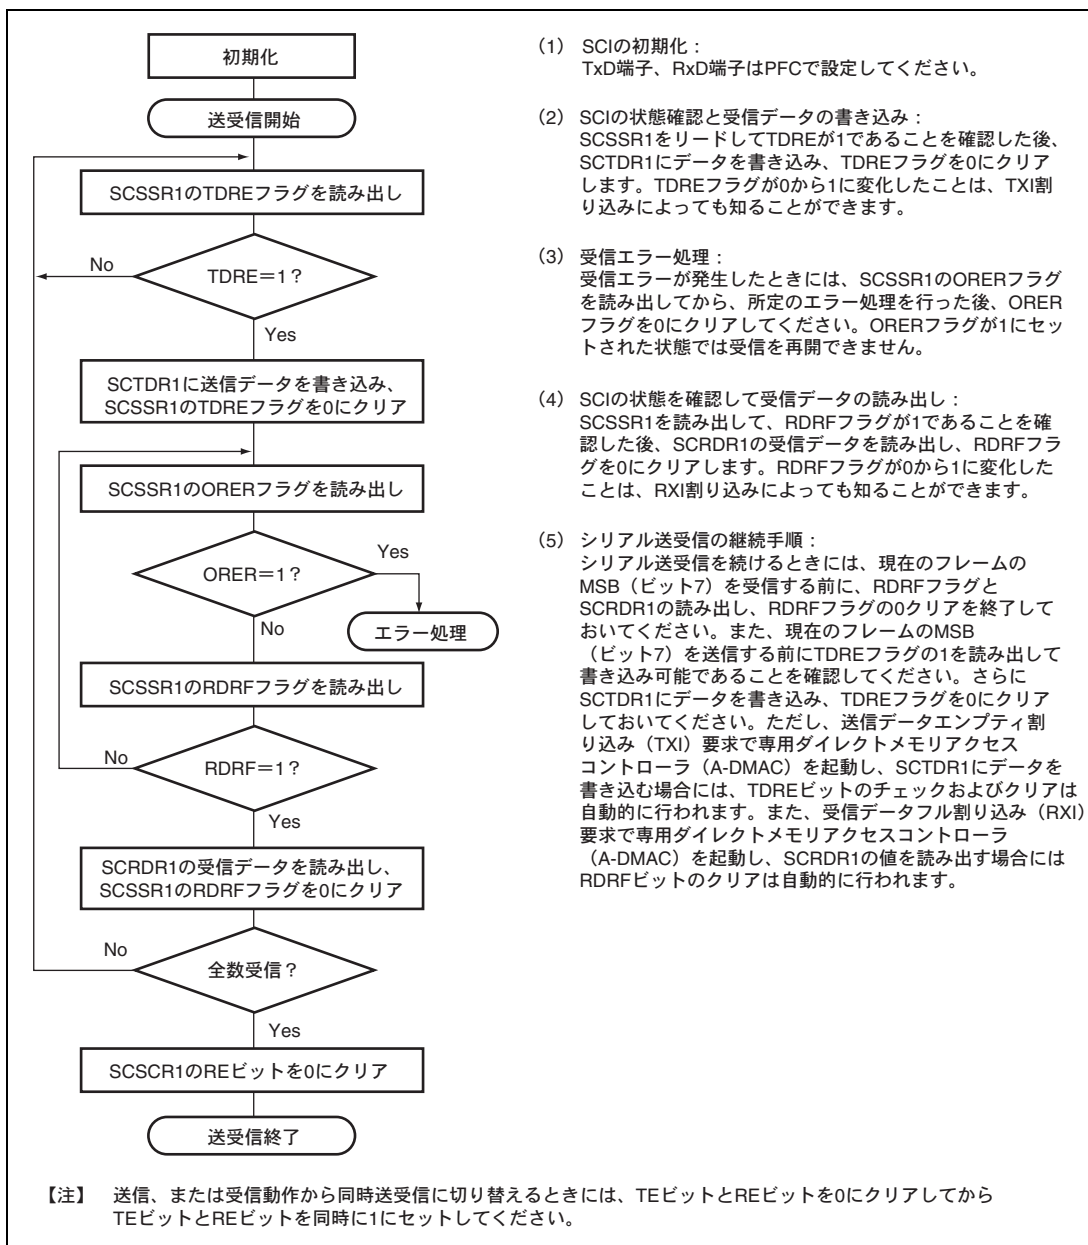 初期化
送受信開始
SCSSR1のTDREフラグを読み出し
No
TDRE=1？
Yes
SCTDR1に送信データを書き込み、
SCSSR1のTDREフラグを0にクリア
SCSSR1のORERフラグを読み出し
Yes
ORER=1？
No
エラー処理
SCSSR1のRDRFフラグを読み出し
No
RDRF=1？
Yes
SCRDR1の受信データを読み出し、
SCSSR1のRDRFフラグを0にクリア
No
全数受信？
Yes
SCSCR1のREビットを0にクリア
送受信終了
(1) SCIの初期化：
TxD端子、RxD端子はPFCで設定してください。
(2) SCIの状態確認と受信データの書き込み：
SCSSR1をリードしてTDREが1であることを確認した後、
SCTDR1にデータを書き込み、TDREフラグを0にクリア
します。TDREフラグが0から1に変化したことは、TXI割
り込みによっても知ることができます。
(3) 受信エラー処理：
受信エラーが発生したときには、SCSSR1のORERフラグ
を読み出してから、所定のエラー処理を行った後、ORER
フラグを0にクリアしてください。ORERフラグが1にセッ
トされた状態では受信を再開できません。
(4) SCIの状態を確認して受信データの読み出し：
SCSSR1を読み出して、RDRFフラグが1であることを確
認した後、SCRDR1の受信データを読み出し、RDRFフラ
グを0にクリアします。RDRFフラグが0から1に変化した
ことは、RXI割り込みによっても知ることができます。
(5) シリアル送受信の継続手順：
シリアル送受信を続けるときには、現在のフレームの
MSB（ビット7）を受信する前に、RDRFフラグと
SCRDR1の読み出し、RDRFフラグの0クリアを終了して
おいてください。また、現在のフレームのMSB
（ビット7）を送信する前にTDREフラグの1を読み出して
書き込み可能であることを確認してください。さらに
SCTDR1にデータを書き込み、TDREフラグを0にクリア
しておいてください。ただし、送信データエンプティ割
り込み（TXI）要求で専用ダイレクトメモリアクセス
コントローラ（A-DMAC）を起動し、SCTDR1にデータを
書き込む場合には、TDREビットのチェックおよびクリアは
自動的に行われます。また、受信データフル割り込み（RXI）
要求で専用ダイレクトメモリアクセスコントローラ
（A-DMAC）を起動し、SCRDR1の値を読み出す場合には
RDRFビットのクリアは自動的に行われます。
【注】 送信、または受信動作から同時送受信に切り替えるときには、TEビットとREビットを0にクリアしてから
TEビットとREビットを同時に1にセットしてください。